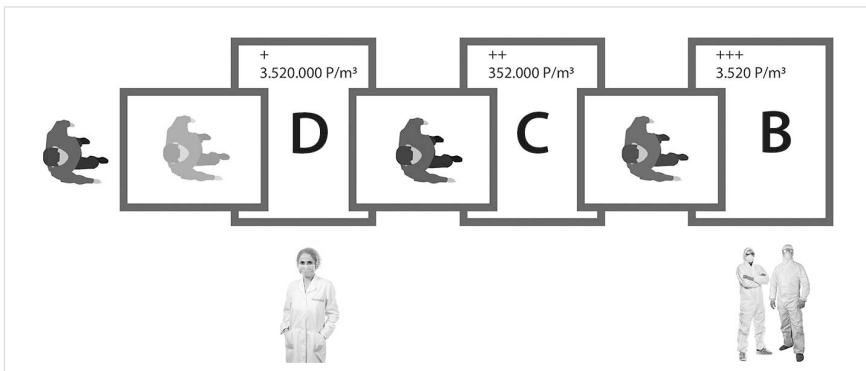 +
3.520.000 P/m³
D
++
352.000 P/m³
C
+++
3.520 P/m³
B